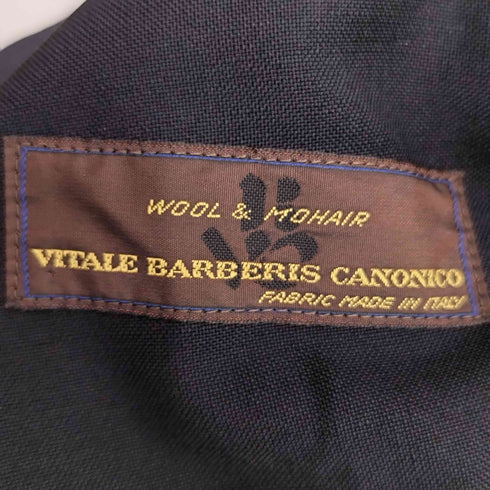 WOOL & MOHAIR
VITALE BARBERIS CANONICO
FABRIC MADE IN ITALY